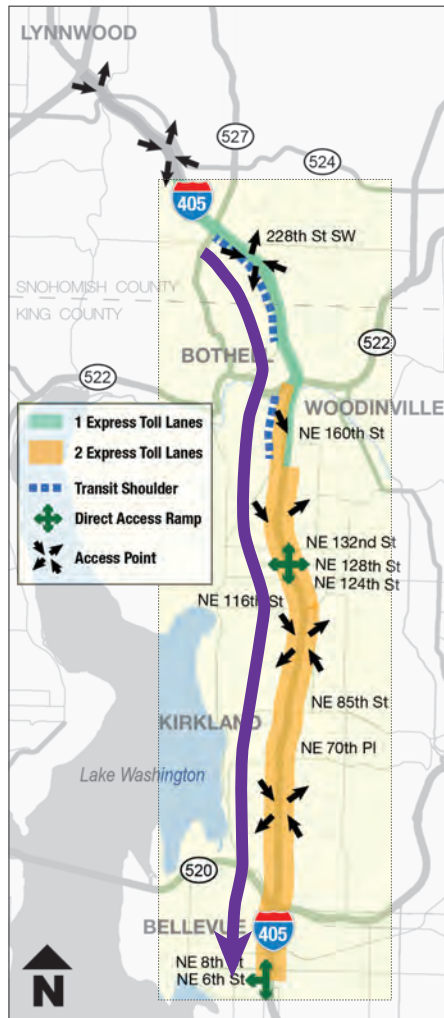 LYNNWOOD
527
524
405
228th St SW
SNOHOMISH COUNTY
KING COUNTY
BOTHELL
522
522
WOODINVILLE
1 Express Toll Lanes
2 Express Toll Lanes
Transit Shoulder
Direct Access Ramp
Access Point
NE 160th St
NE 132nd St
NE 128th St
NE 124th St
NE 116th St
NE 85th St
KIRKLAND
NE 70th Pl
Lake Washington
520
BELLEVUE
405
NE 8th St
NE 6th St
N